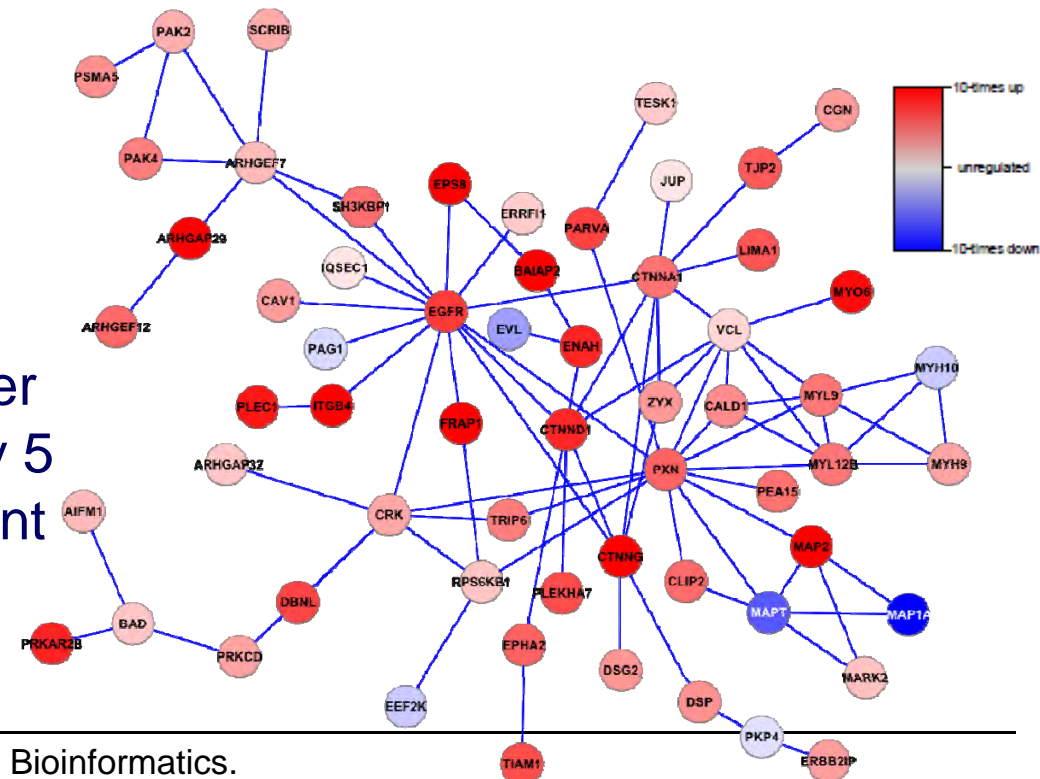 PAK2
SCRIB
PSMA5
10-times up
TESK1
CGN
PAK4
ARHGEF7
TJP2
unregulated
EPS8
JUP
SH3KBP1
ERRFI1
PARVA
ARHGAP29
LIMA1
10-times down
IQSEC1
BAIAP2
CTNNA1
CAV1
MYO6
EGFR
ARHGEF12
EVL
VCL
PAG1
ENAH
MYH10
er
PLEC1
ITGB4
ZYX
CALD1
MYL9
FRAP1
CTNND1
y 5
ARHGAP32
PXN
MYL12B
MYH9
PEA15
AIFM1
CRK
TRIP6
nt
MAP2
CTNNG
RPS6KB1
PLEKHA7
CLIP2
DBNL
MAPT
MAP1A
BAD
PRKAR2B
PRKCD
EPHA2
DSG2
MARK2
EEF2K
DSP
PKP4
Bioinformatics.
TIAM1
ERBB2IP